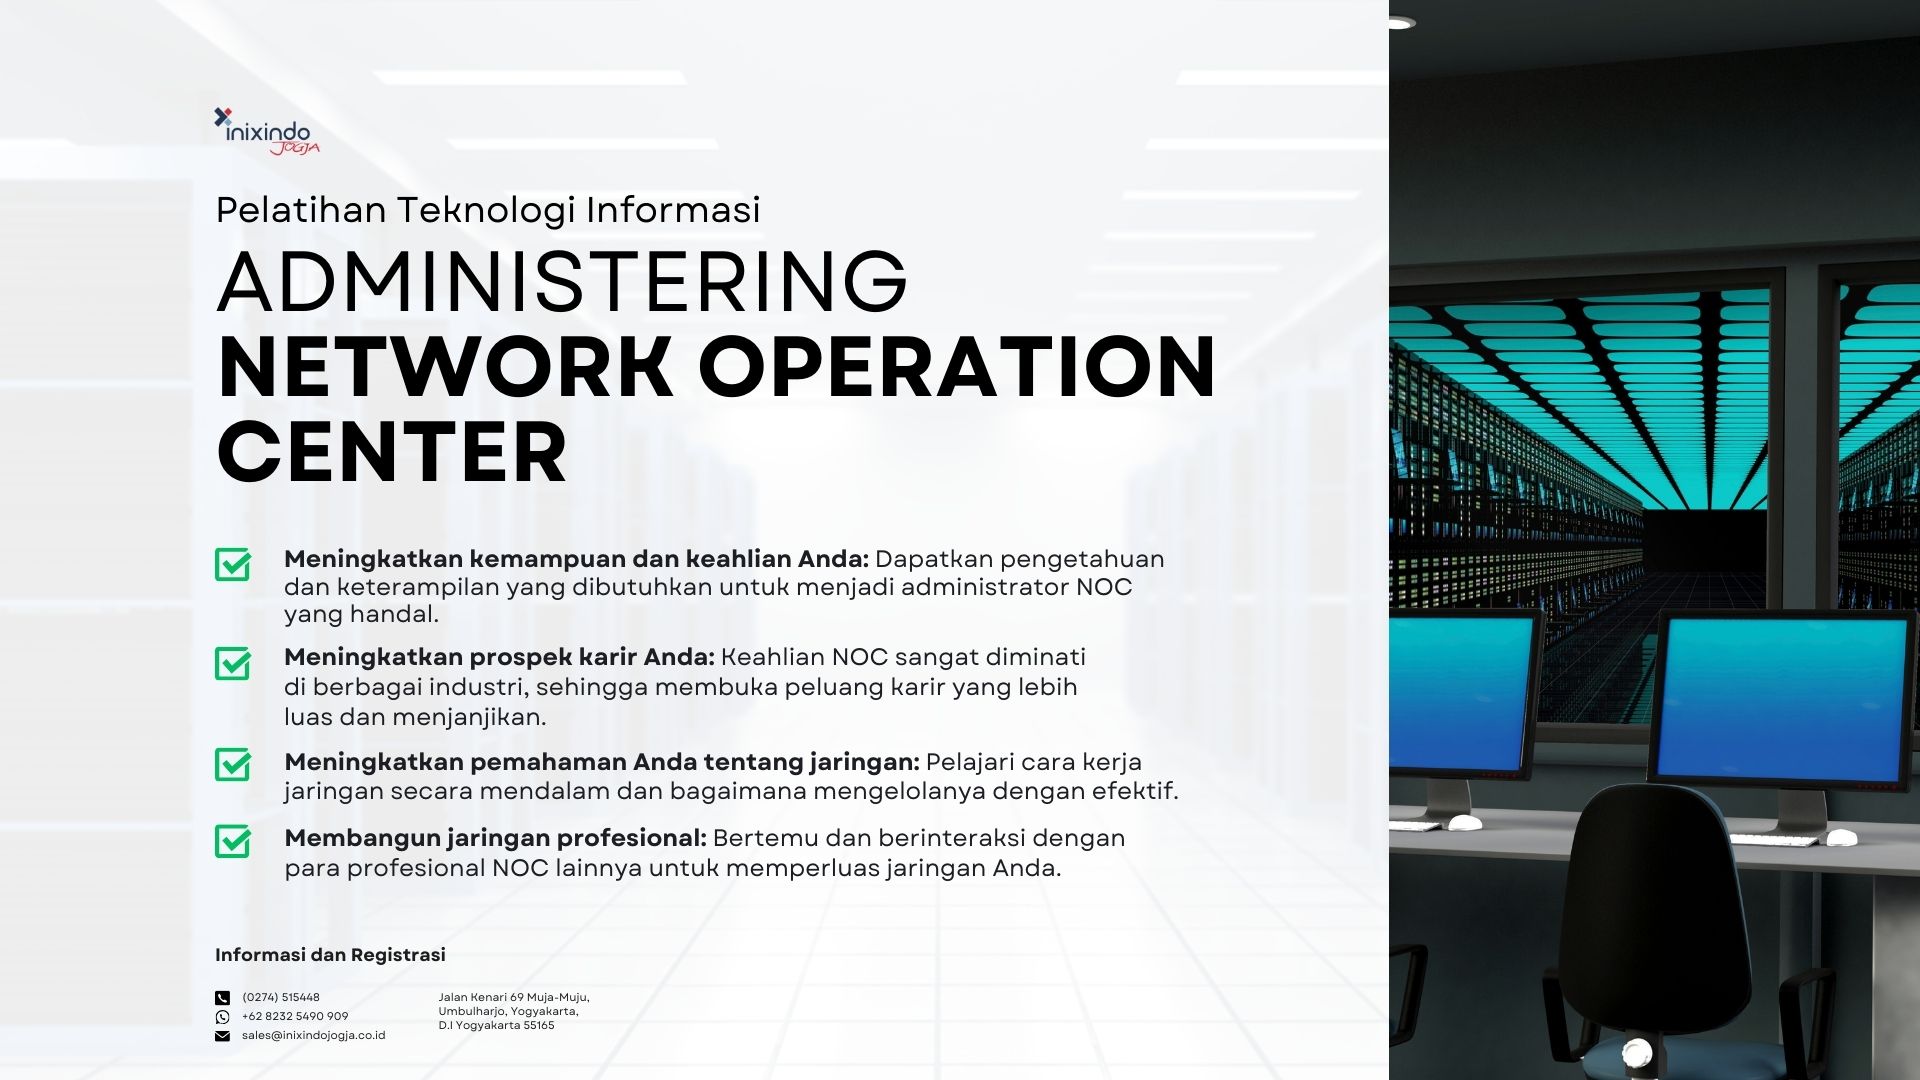 inixindo
JOGJA
Pelatihan Teknologi Informasi
ADMINISTERING
NETWORK OPERATION
CENTER
Meningkatkan kemampuan dan keahlian Anda: Dapatkan pengetahuan
dan keterampilan yang dibutuhkan untuk menjadi administrator NOC
yang handal.
Meningkatkan prospek karir Anda: Keahlian NOC sangat diminati
di berbagai industri, sehingga membuka peluang karir yang lebih
luas dan menjanjikan.
Meningkatkan pemahaman Anda tentang jaringan: Pelajari cara kerja
jaringan secara mendalam dan bagaimana mengelolanya dengan efektif.
Membangun jaringan profesional: Bertemu dan berinteraksi dengan
para profesional NOC lainnya untuk memperluas jaringan Anda.
Informasi dan Registrasi
(0274) 515448
+62 8232 5490 909
sales@inixindojogja.co.id
Jalan Kenari 69 Muja-Muju,
Umbulharjo, Yogyakarta,
D.I Yogyakarta 55165